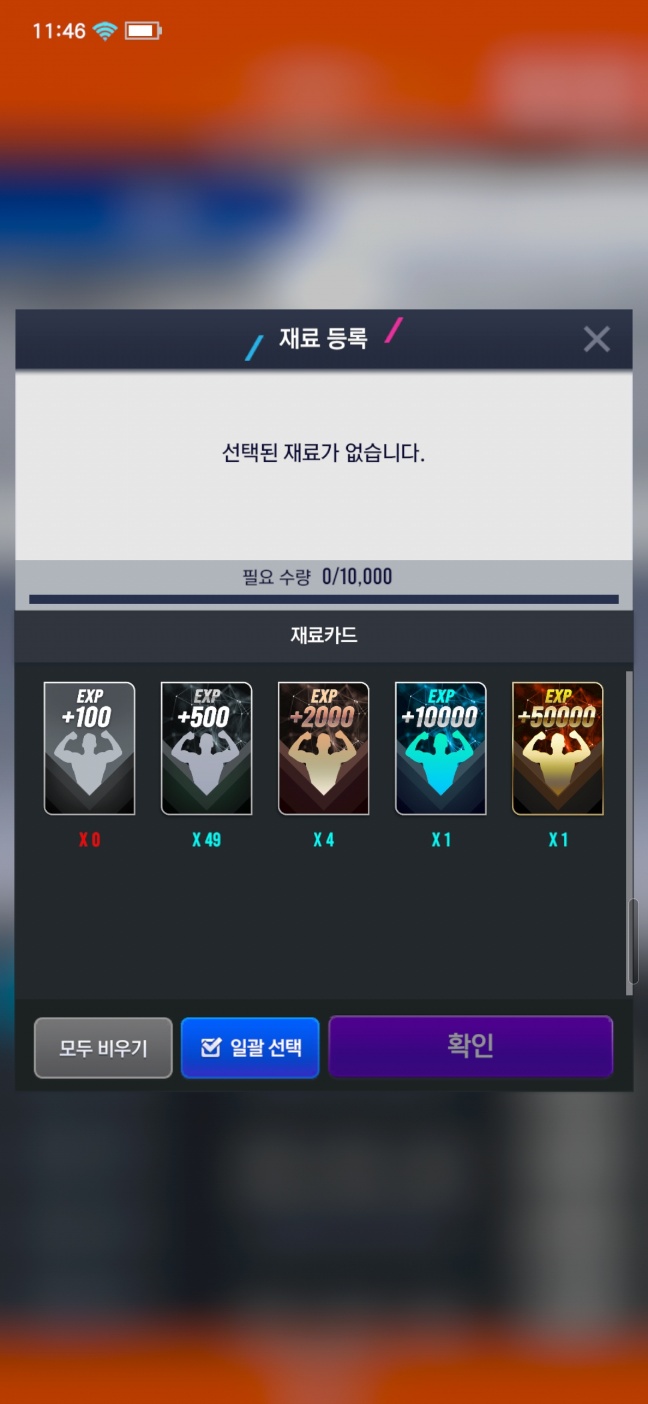 11:46
재료 등록
선택된 재료가 없습니다.
필요 수량 0/10,000
재료카드
EXP +100
EXP +500
EXP +2000
EXP +10000
EXP +50000
X 0
X 49
X 4
X 1
X 1
모두 비우기
일괄 선택
확인